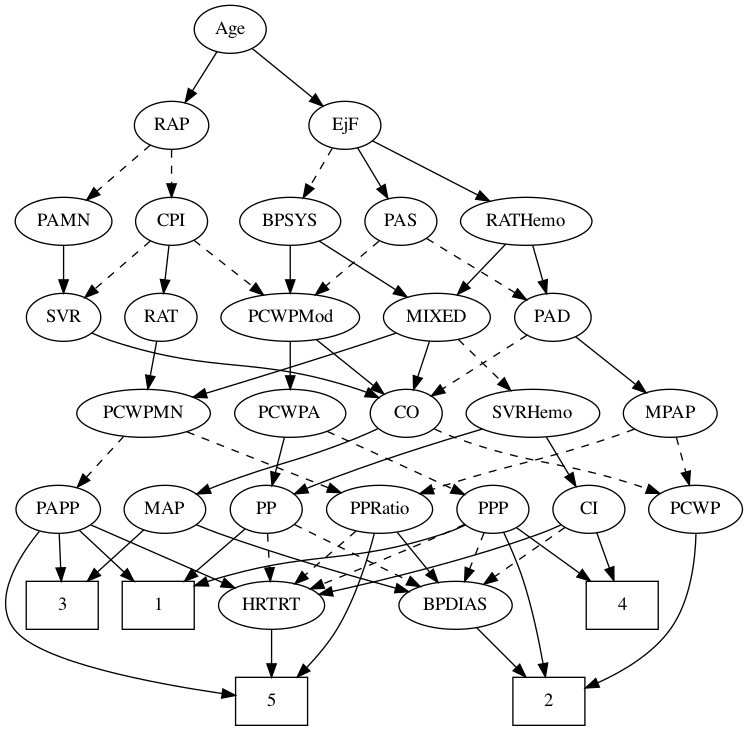 Age
RAP
EjF
PAMN
CPI
BPSYS
PAS
RATHemo
SVR
RAT
PCWPMod
MIXED
PAD
PCWPMN
PCWPA
CO
SVRHemo
MPAP
PAPP
MAP
PP
PPRatio
PPP
CI
PCWP
3
1
HRTRT
BPDIAS
4
5
2